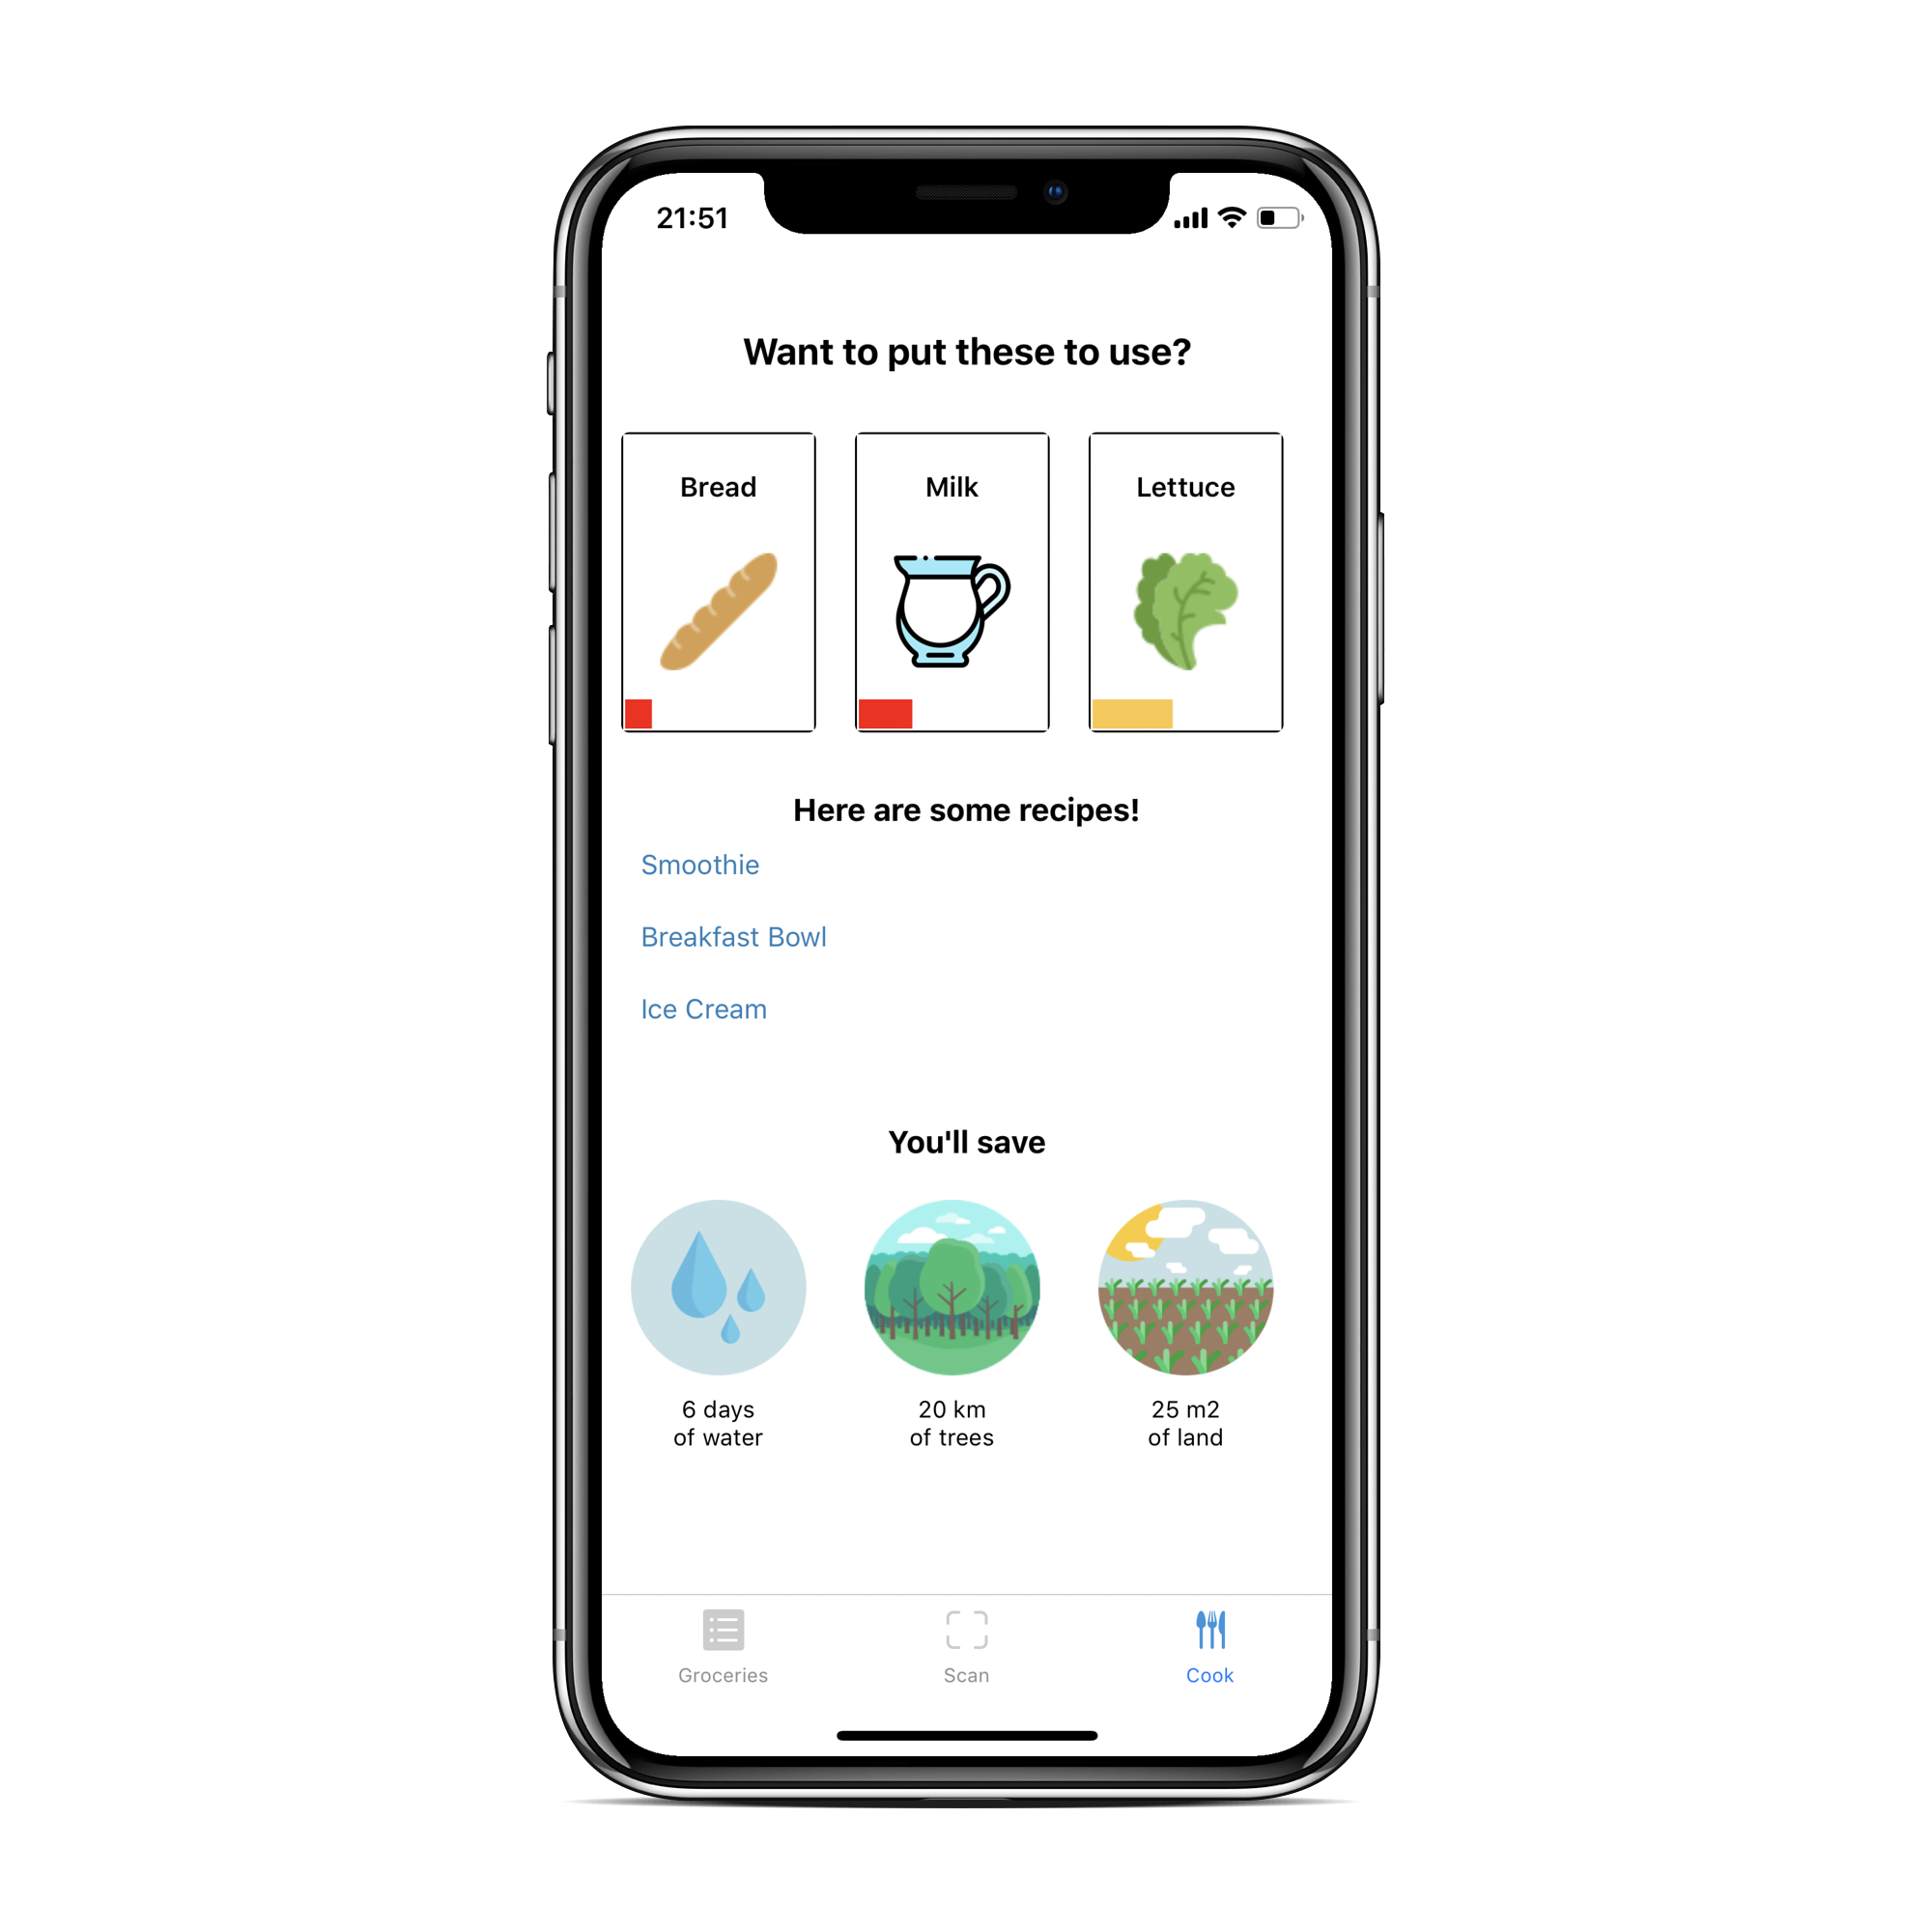 21:51
Want to put these to use?
Bread
Milk
Lettuce
Here are some recipes!
Smoothie
Breakfast Bowl
Ice Cream
You'll save
6 days
of water
20 km
of trees
25 m2
of land
Groceries
Scan
Cook